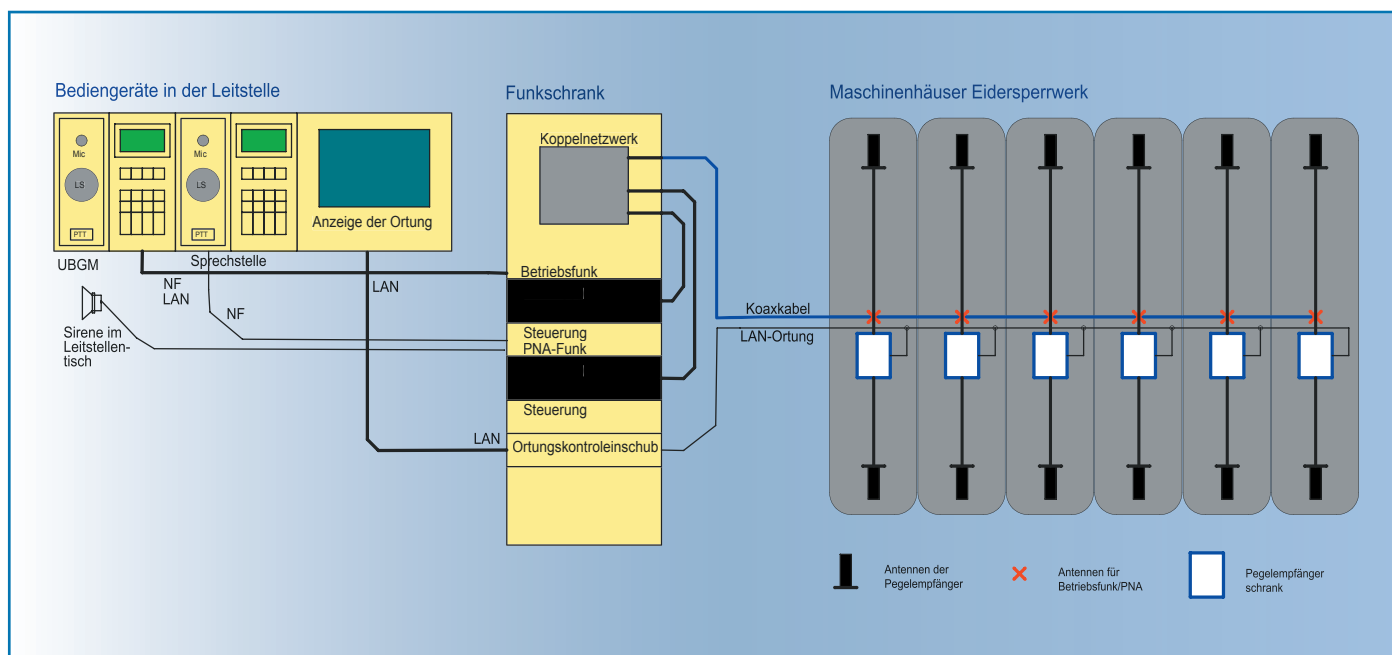 Bediengeräte in der Leitstelle
Mic
LS
PTT
Mic
LS
PTT
Anzeige der Ortung
UBGM
Sprechstelle
NF
LAN
NF
LAN
Sirene im
Leitstellen-
tisch
LAN
Funkschrank
Koppelnetzwerk
Betriebsfunk
Steuerung
PNA-Funk
Steuerung
Ortungskontroleinschub
Koaxkabel
LAN-Ortung
Maschinenhäuser Eidersperrwerk
Antennen der
Pegelempfänger
Antennen für
Betriebsfunk/PNA
Pegelempfänger
schrank